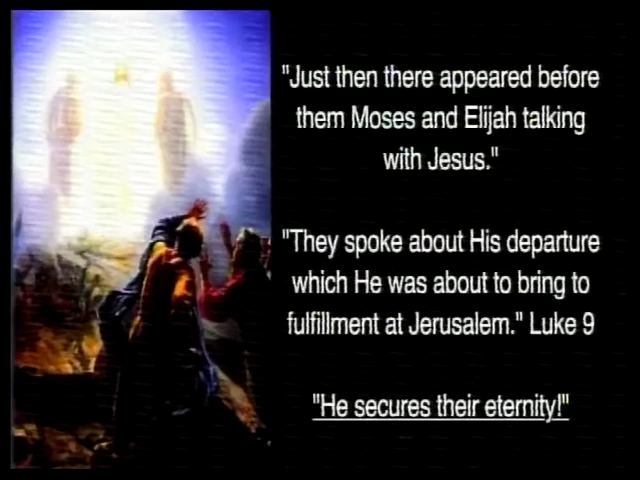 "Just then there appeared before
them Moses and Elijah talking
with Jesus."
"They spoke about His departure
which He was about to bring to
fulfillment at Jerusalem." Luke 9
"He secures their eternity!"